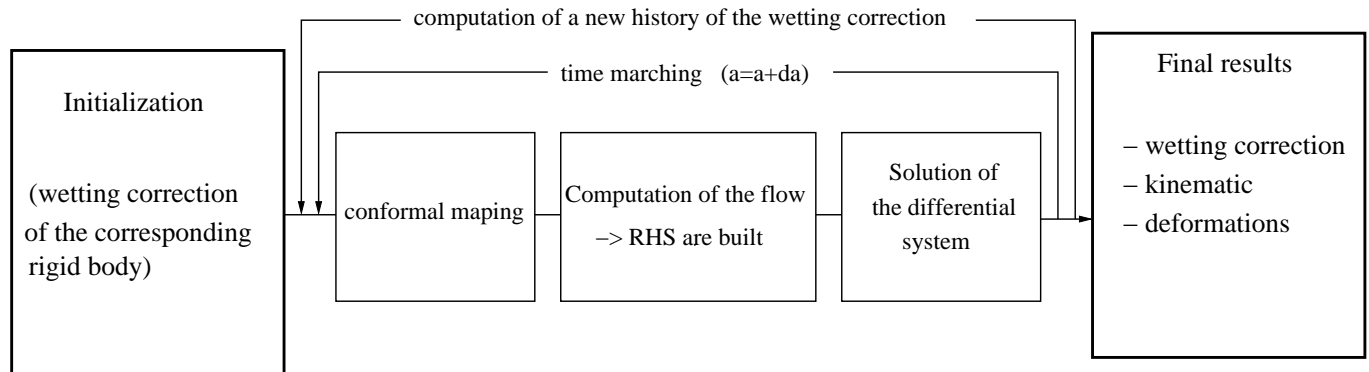 computation of a new history of the wetting correction
time marching (a=a+da)
Initialization
(wetting correction
of the corresponding
rigid body)
conformal maping
Computation of the flow
–> RHS are built
Solution of
the differential
system
Final results
– wetting correction
– kinematic
– deformations